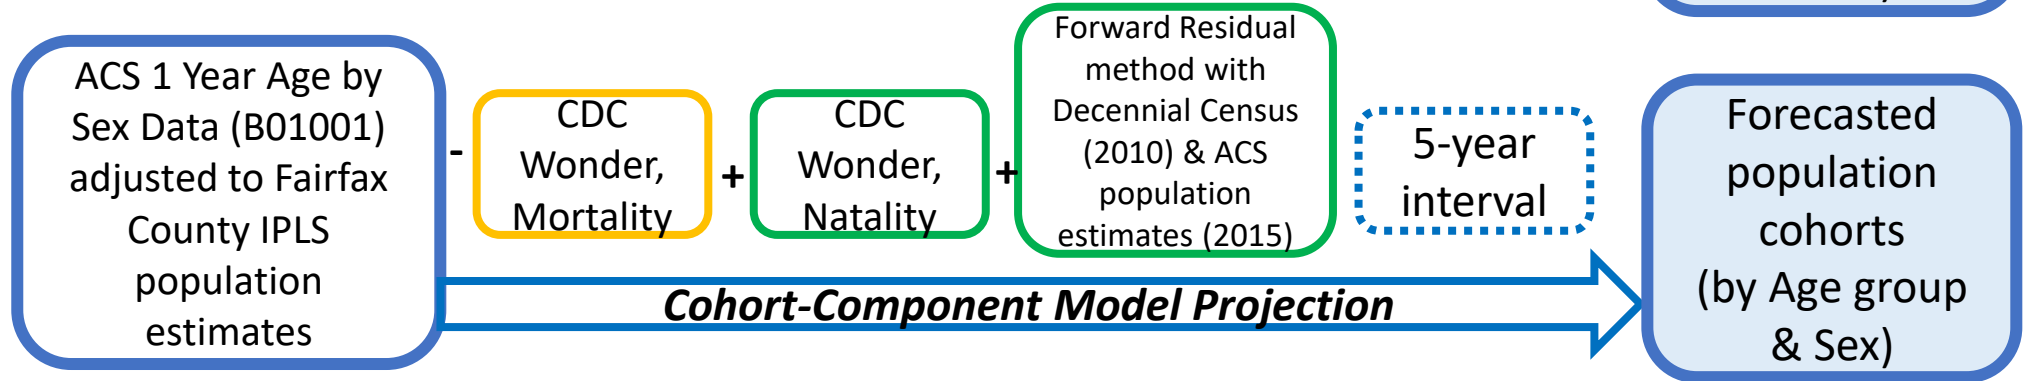 ACS 1 Year Age by
Sex Data (B01001)
adjusted to Fairfax
County IPLS
population
estimates
-
CDC
Wonder,
Mortality
+
CDC
Wonder,
Natality
+
Forward Residual
method with
Decennial Census
(2010) & ACS
population
estimates (2015)
5-year
interval
Cohort-Component Model Projection
Forecasted
population
cohorts
(by Age group
& Sex)